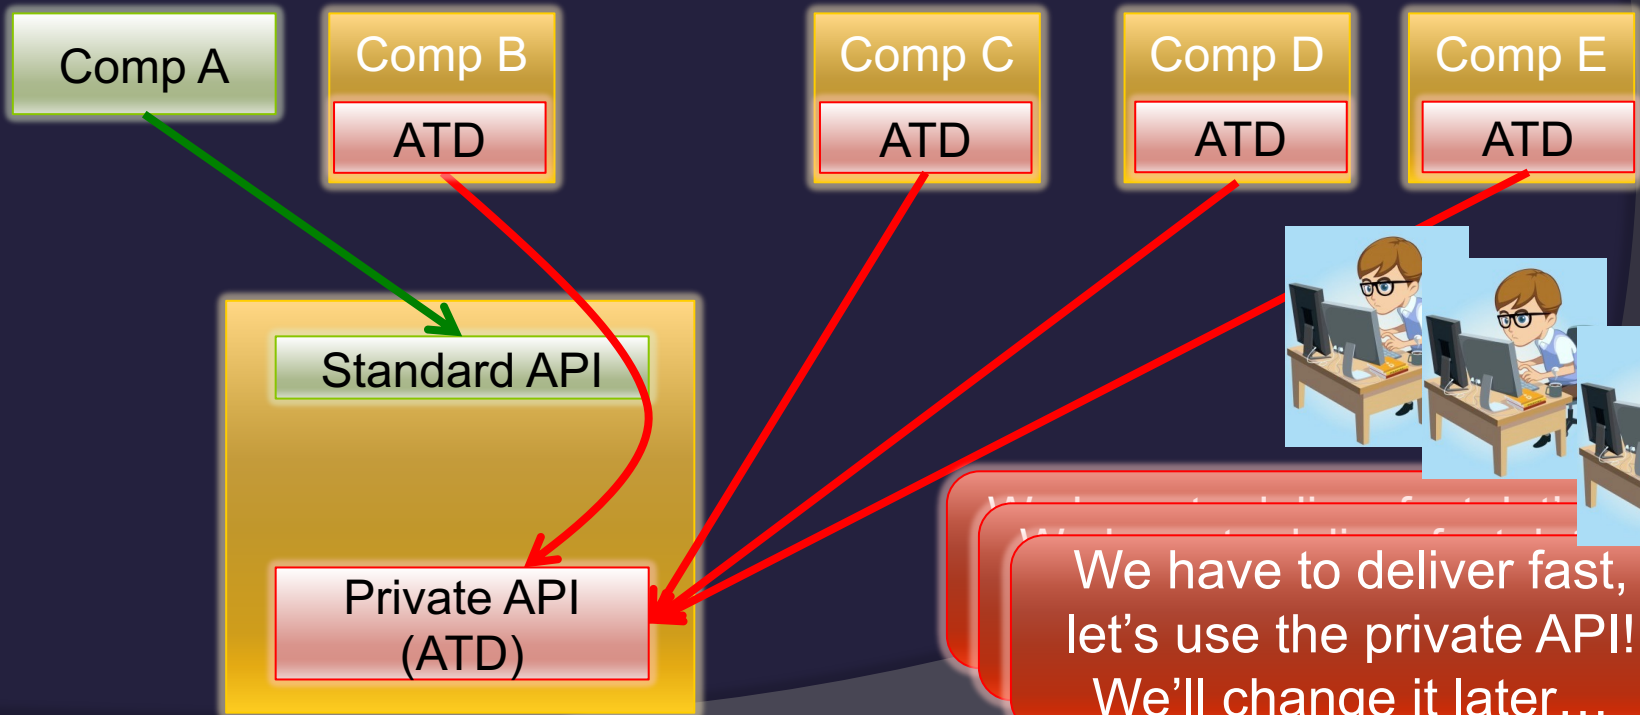 Comp A
Comp B
Comp C
Comp D
Comp E
ATD
ATD
ATD
ATD
Standard API
Private API
(ATD)
We have to deliver fast,
let’s use the private API!
We’ll change it later…